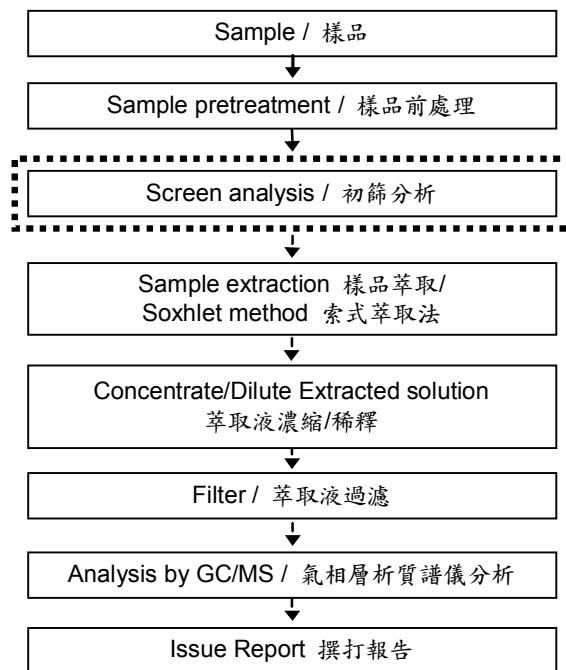 Sample / 樣品
Sample pretreatment / 樣品前處理
Screen analysis / 初篩分析
Sample extraction 樣品萃取/
Soxhlet method 索式萃取法
Concentrate/Dilute Extracted solution
萃取液濃縮/稀釋
Filter / 萃取液過濾
Analysis by GC/MS / 氣相層析質譜儀分析
Issue Report 撰打報告